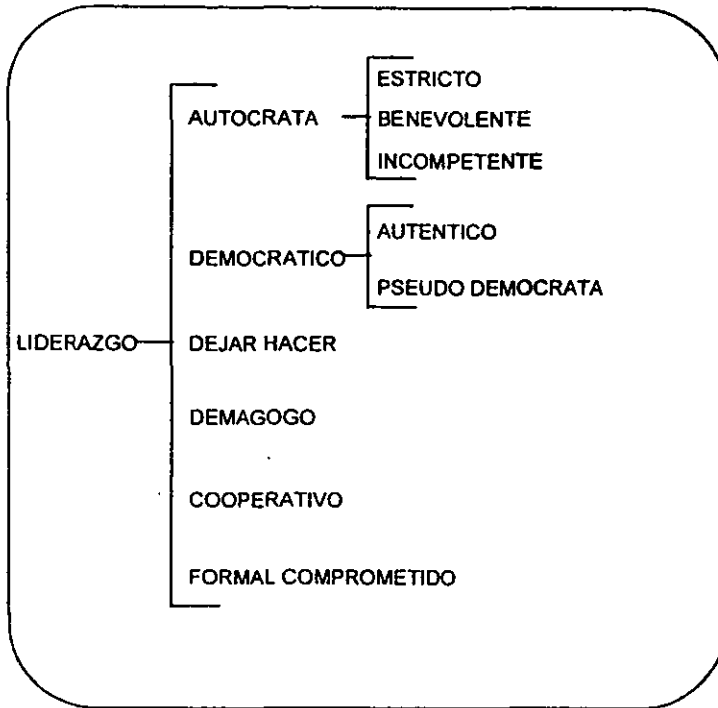 ESTRICTO
AUTOCRATA
BENEVOLENTE
INCOMPETENTE
AUTENTICO
DEMOCRATICO
PSEUDO DEMOCRATA
LIDERAZGO
DEJAR HACER
DEMAGOGO
COOPERATIVO
FORMAL COMPROMETIDO